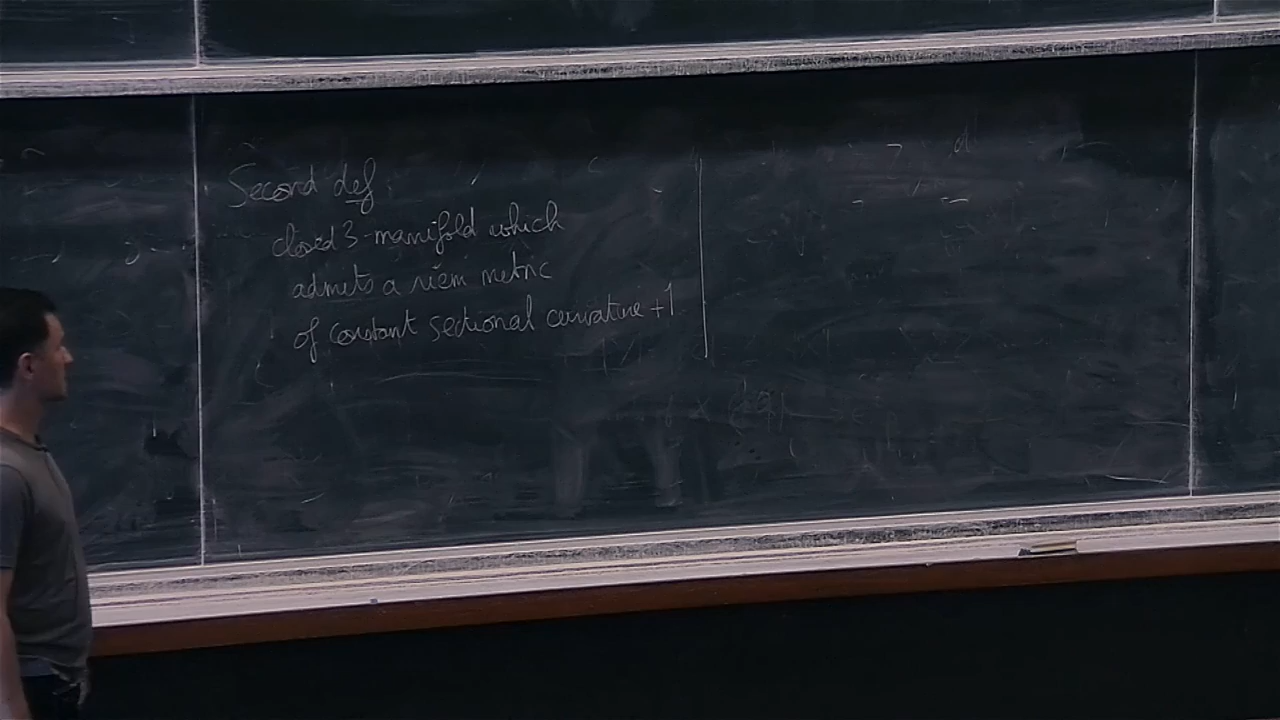 Second def
closed 3-manifold which
admits a riem metric
of constant sectional curvature +1